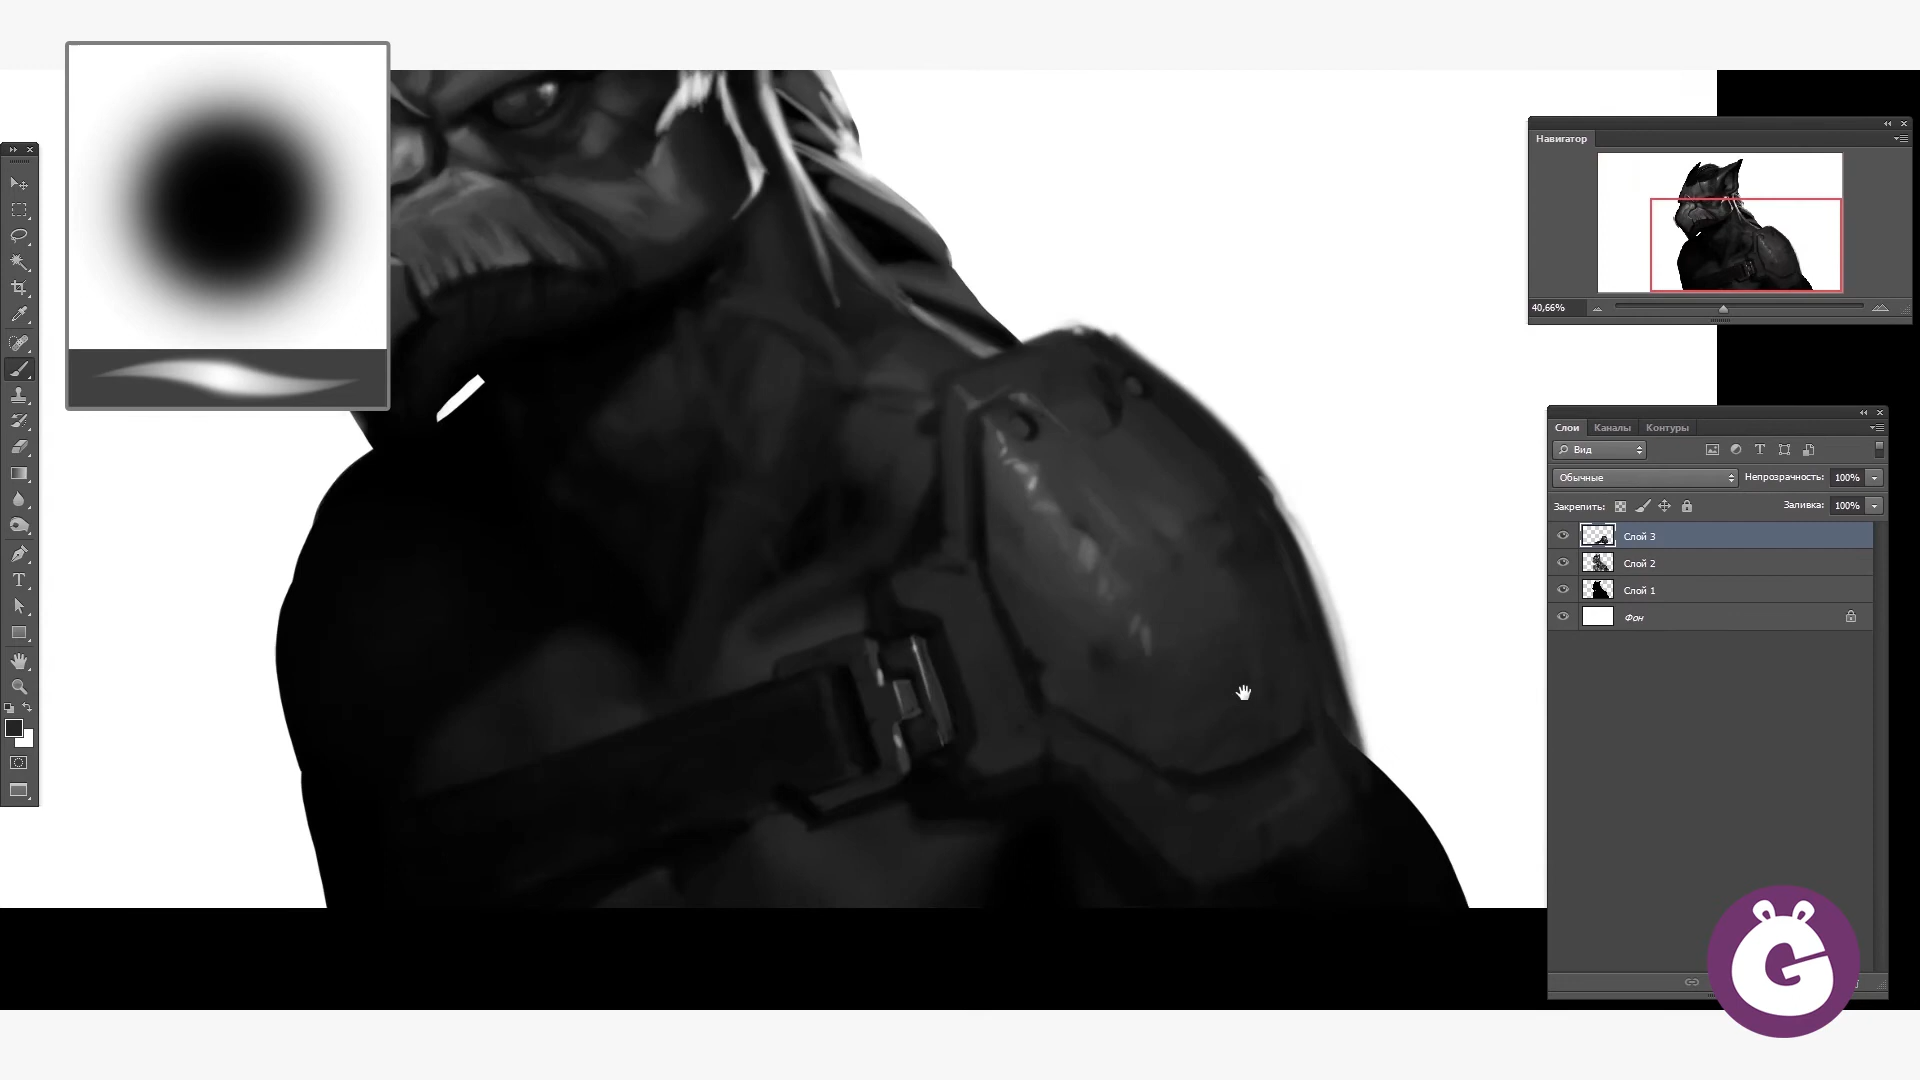 Навигатор
40,66%
Слои Каналы Контуры
Вид
Обычные Непрозрачность: 100%
Закрепить: Заливка: 100%
Слой 3
Слой 2
Слой 1
Фон
G